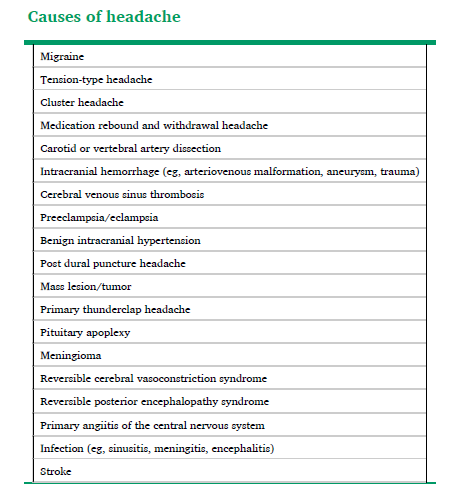 Causes of headache
Migraine
Tension-type headache
Cluster headache
Medication rebound and withdrawal headache
Carotid or vertebral artery dissection
Intracranial hemorrhage (eg, arteriovenous malformation, aneurysm, trauma)
Cerebral venous sinus thrombosis
Preeclampsia/eclampsia
Benign intracranial hypertension
Post dural puncture headache
Mass lesion/tumor
Primary thunderclap headache
Pituitary apoplexy
Meningioma
Reversible cerebral vasoconstriction syndrome
Reversible posterior encephalopathy syndrome
Primary angiitis of the central nervous system
Infection (eg, sinusitis, meningitis, encephalitis)
Stroke